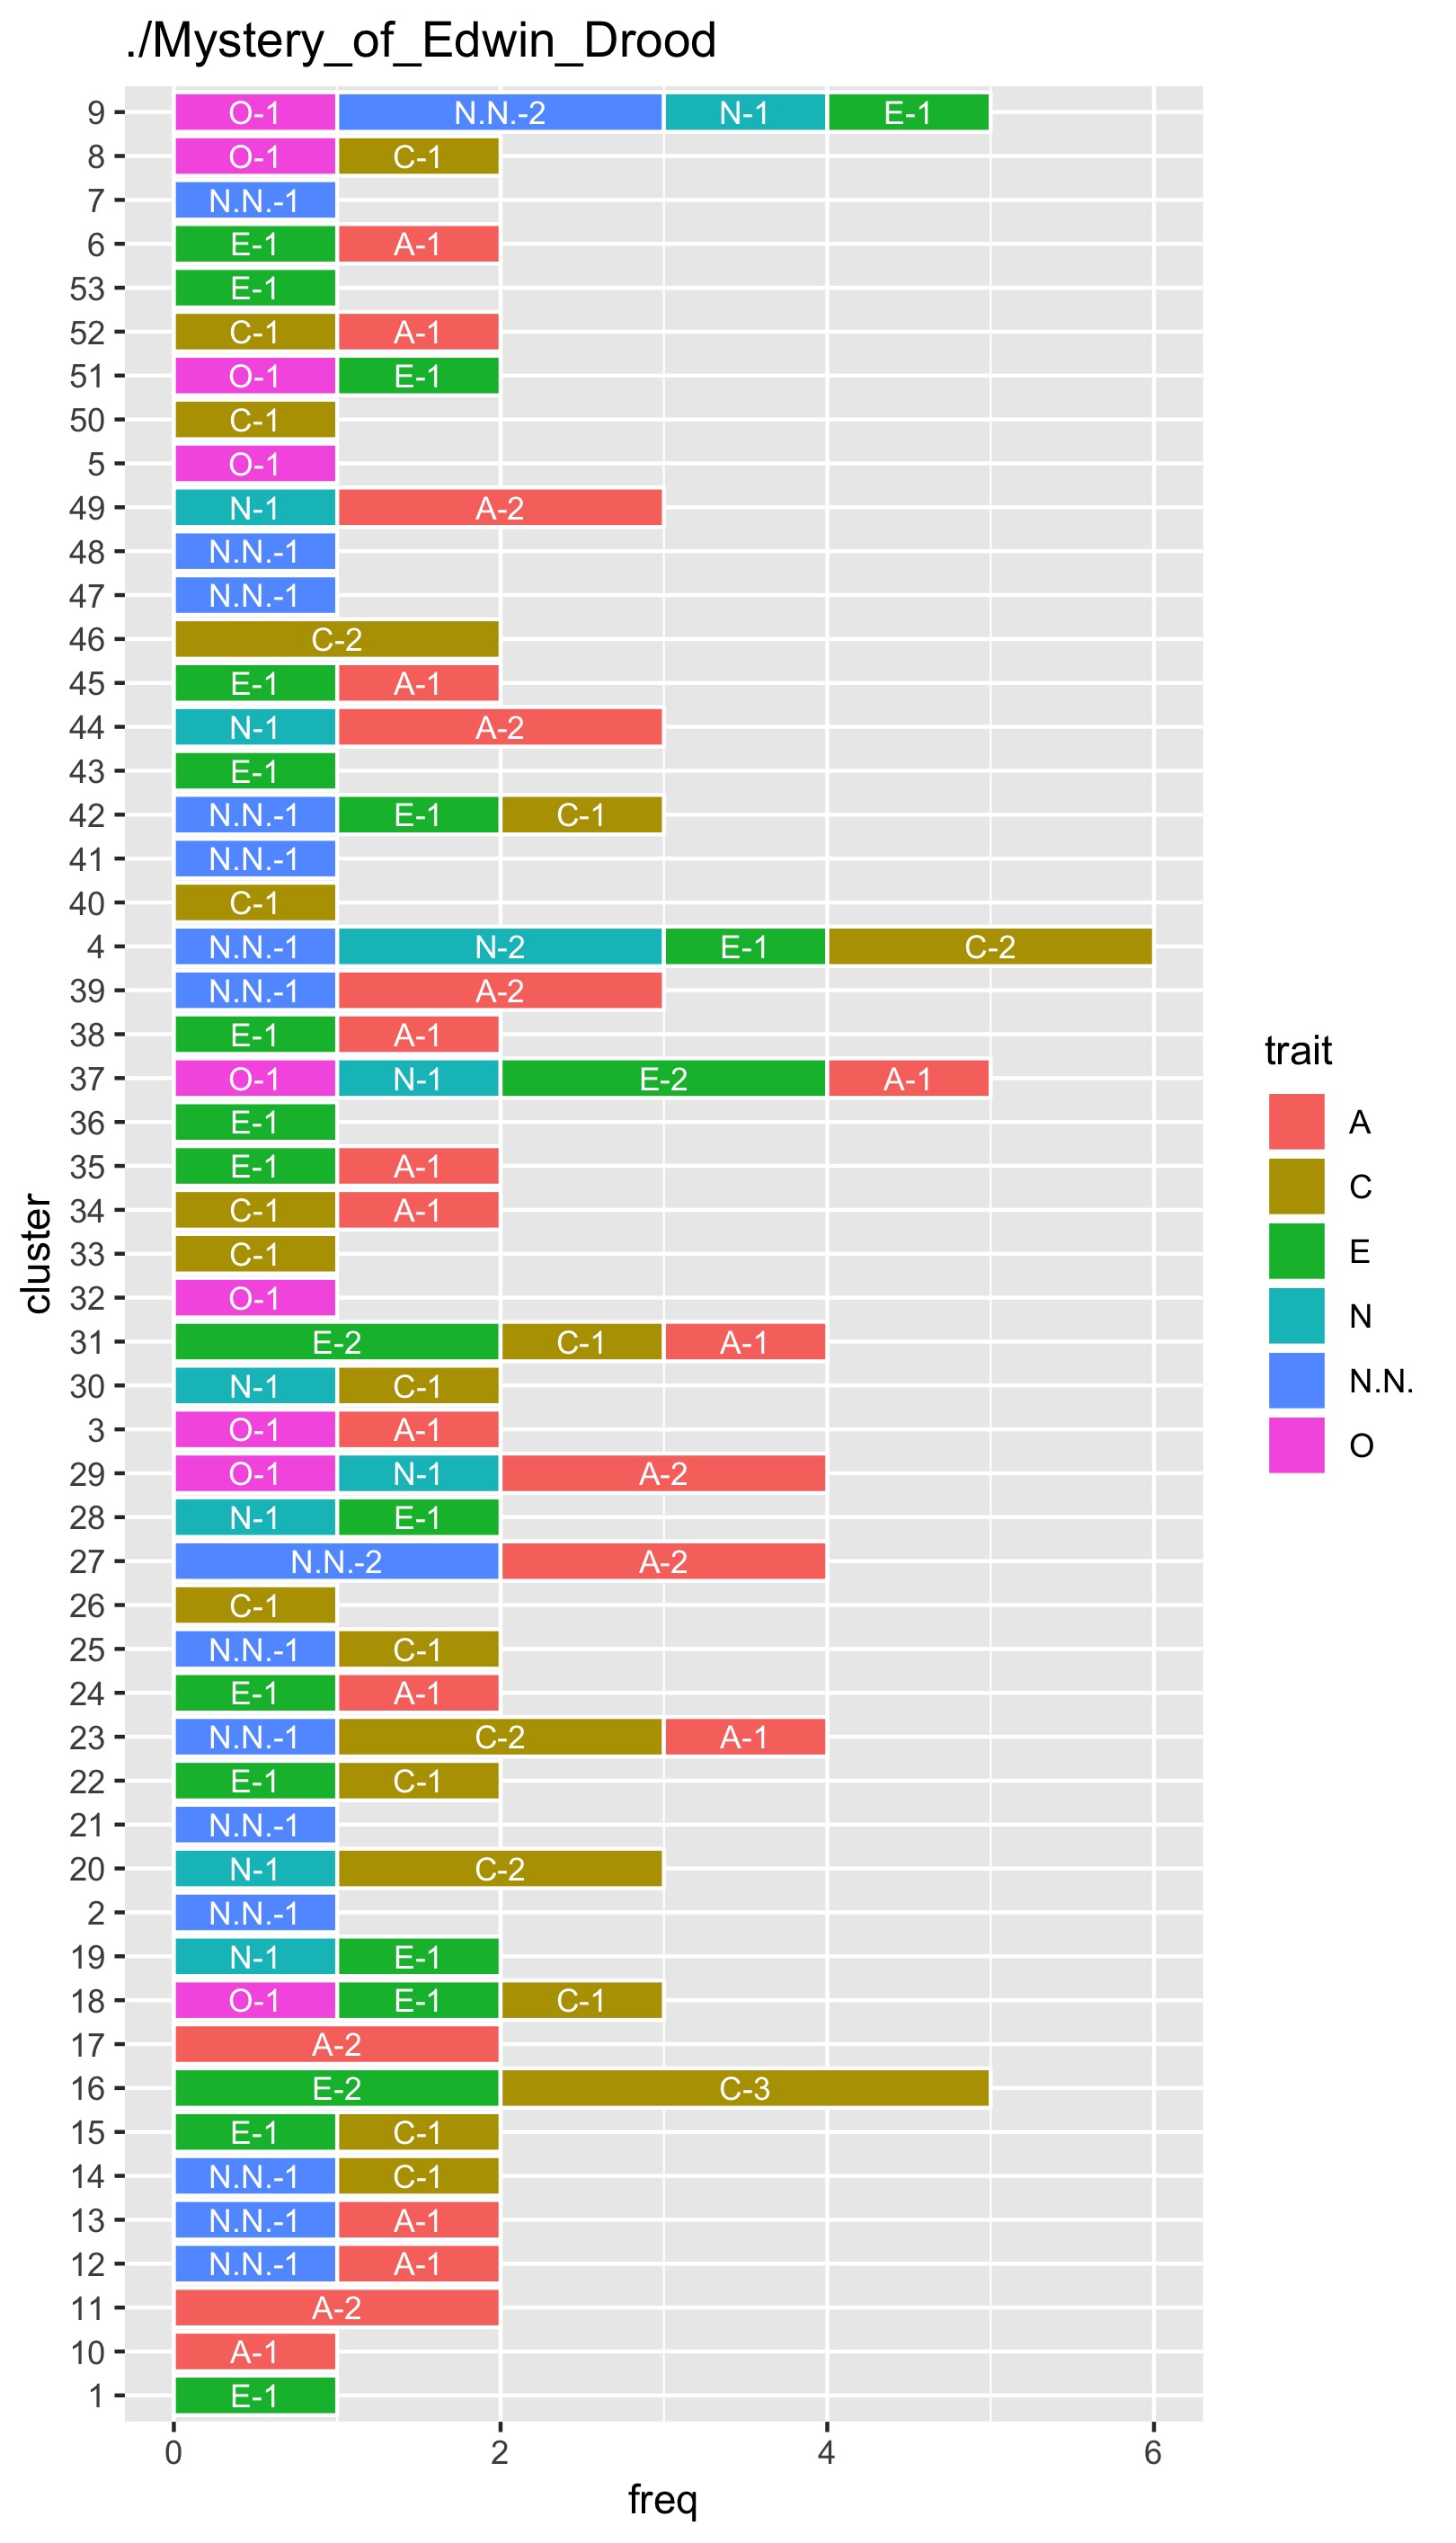 ./Mystery_of_Edwin_Drood
9 O-1 N.N.-2 N-1 E-1
8 O-1 C-1
7 N.N.-1
6 E-1 A-1
53 E-1
52 C-1 A-1
51 O-1 E-1
50 C-1
5 O-1
49 N-1 A-2
48 N.N.-1
47 N.N.-1
46 C-2
45 E-1 A-1
44 N-1 A-2
43 E-1
42 N.N.-1 E-1 C-1
41 N.N.-1
40 C-1
4 N.N.-1 N-2 E-1 C-2
39 N.N.-1 A-2
38 E-1 A-1
37 O-1 N-1 E-2 A-1
36 E-1
35 E-1 A-1
34 C-1 A-1
33 C-1
32 O-1
31 E-2 C-1 A-1
30 N-1 C-1
3 O-1 A-1
29 O-1 N-1 A-2
28 N-1 E-1
27 N.N.-2 A-2
26 C-1
25 N.N.-1 C-1
24 E-1 A-1
23 N.N.-1 C-2 A-1
22 E-1 C-1
21 N.N.-1
20 N-1 C-2
2 N.N.-1
19 N-1 E-1
18 O-1 E-1 C-1
17 A-2
16 E-2 C-3
15 E-1 C-1
14 N.N.-1 C-1
13 N.N.-1 A-1
12 N.N.-1 A-1
11 A-2
10 A-1
1 E-1
0 2 4 6
freq
cluster
trait
A
C
E
N
N.N.
O